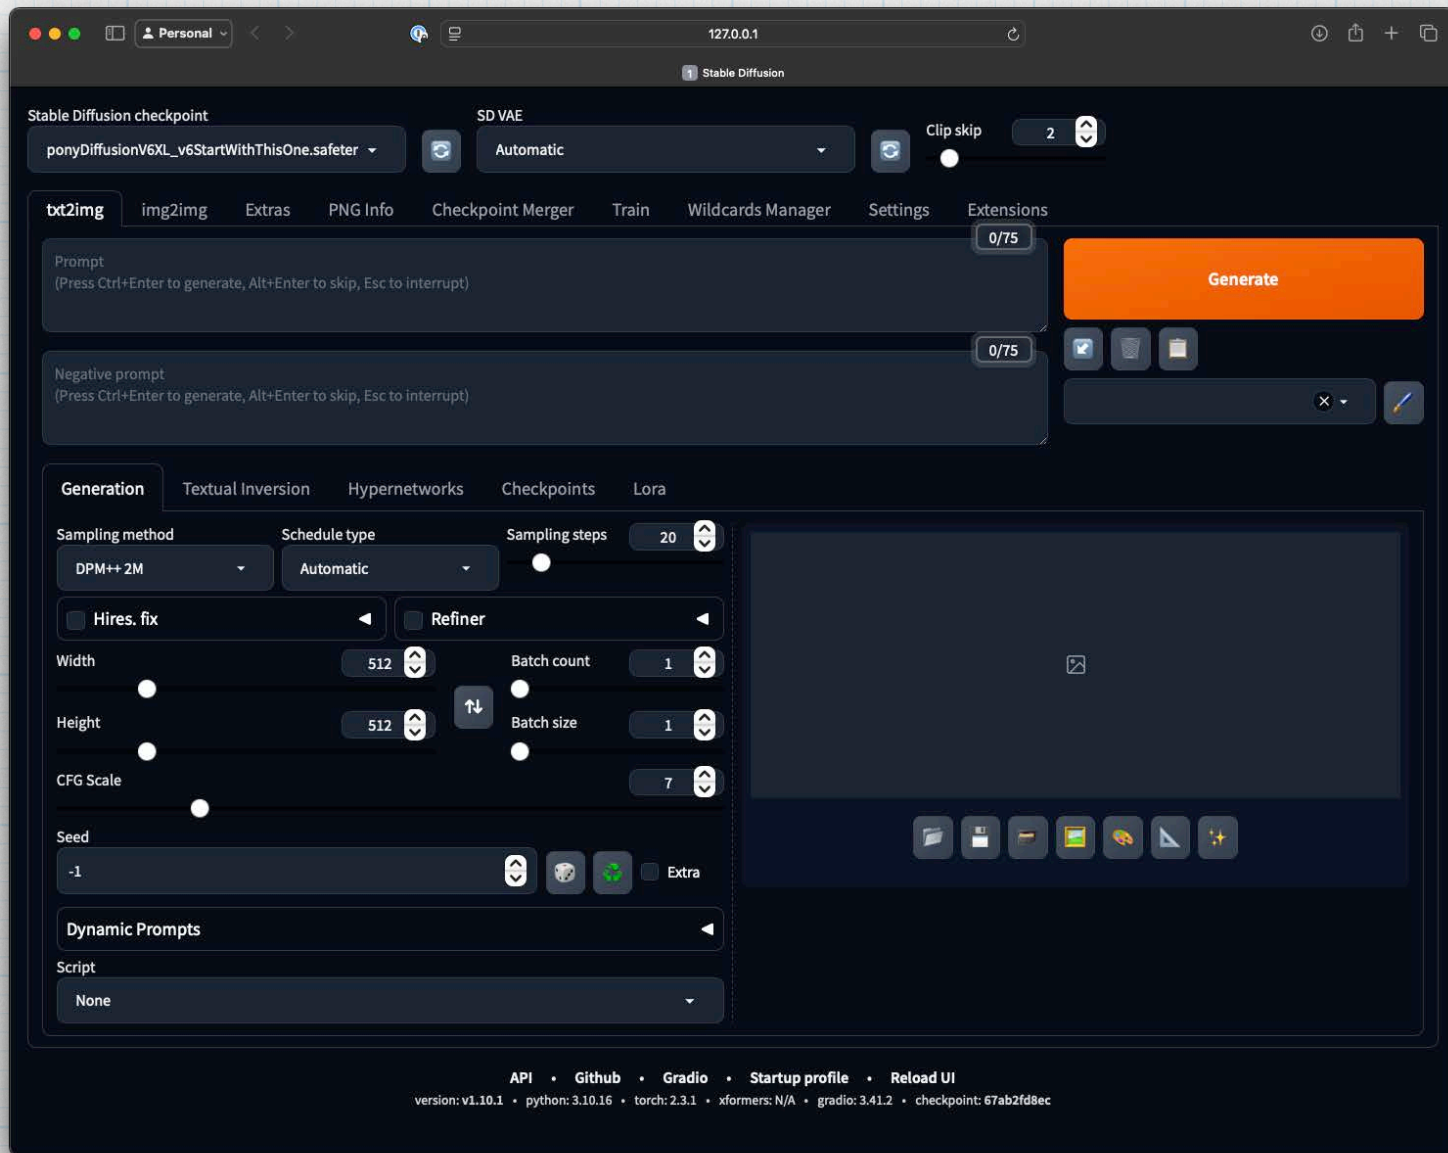 Personal
127.0.0.1
1 Stable Diffusion
Stable Diffusion checkpoint
ponyDiffusionV6XL_v6StartWithThisOne.safeter
SD VAE
Automatic
Clip skip
2
txt2img img2img Extras PNG Info Checkpoint Merger Train Wildcards Manager Settings Extensions
0/75
Prompt
(Press Ctrl+Enter to generate, Alt+Enter to skip, Esc to interrupt)
Generate
0/75
Negative prompt
(Press Ctrl+Enter to generate, Alt+Enter to skip, Esc to interrupt)
Generation Textual Inversion Hypernetworks Checkpoints Lora
Sampling method
DPM++ 2M
Schedule type
Automatic
Sampling steps
20
Hires. fix
Refiner
Width
512
Batch count
1
Height
512
Batch size
1
CFG Scale
7
Seed
-1
Extra
Dynamic Prompts
Script
None
API • Github • Gradio • Startup profile • Reload UI
version: v1.10.1 • python: 3.10.16 • torch: 2.3.1 • xformers: N/A • gradio: 3.41.2 • checkpoint: 67ab2fd8ec